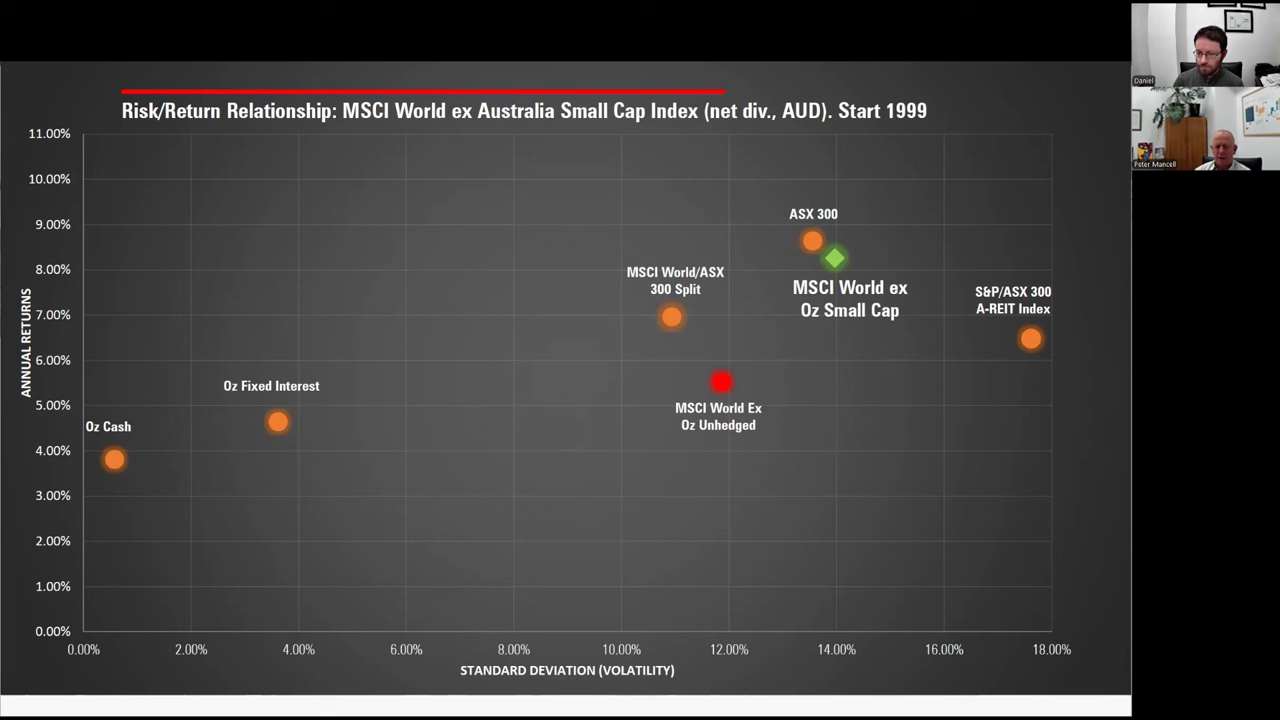 Daniel
Peter Mancell
Risk/Return Relationship: MSCI World ex Australia Small Cap Index (net div., AUD). Start 1999
11.00%
10.00%
9.00%
8.00%
7.00%
6.00%
5.00%
4.00%
3.00%
2.00%
1.00%
0.00%
ANNUAL RETURNS
ASX 300
MSCI World/ASX
300 Split
MSCI World ex
Oz Small Cap
S&P/ASX 300
A-REIT Index
Oz Fixed Interest
MSCI World Ex
Oz Unhedged
Oz Cash
0.00%
2.00%
4.00%
6.00%
8.00%
10.00%
12.00%
14.00%
16.00%
18.00%
STANDARD DEVIATION (VOLATILITY)